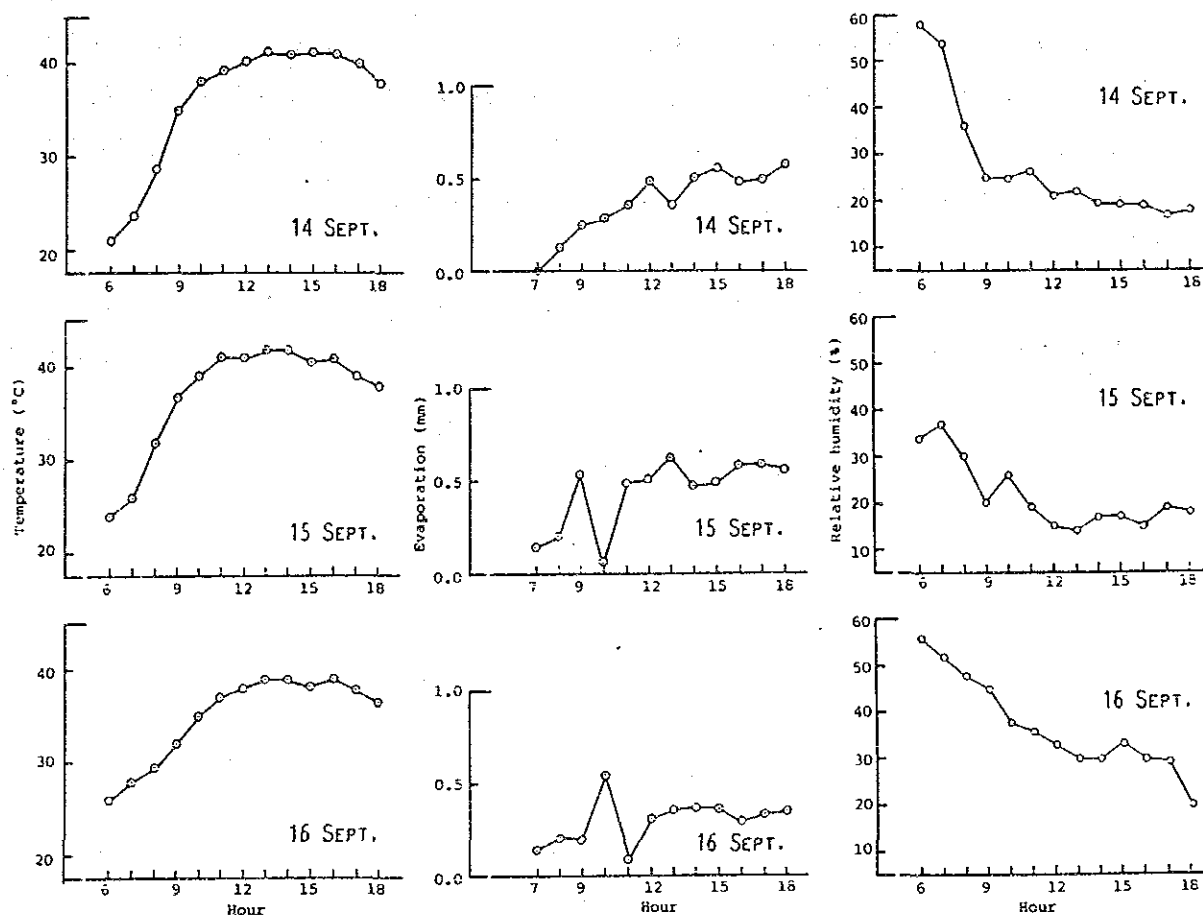 40
30
20
14 SEPT.
6 9 12 15 18
1.0
0.5
0.0
14 SEPT.
7 9 12 15 18
60
50
40
30
20
10
14 SEPT.
6 9 12 15 18
Temperature (°C)
40
30
20
15 SEPT.
6 9 12 15 18
Evaporation (mm)
1.0
0.5
0.0
15 SEPT.
7 9 12 15 18
Relative humidity (%)
60
50
40
30
20
10
15 SEPT.
6 9 12 15 18
40
30
20
16 SEPT.
6 9 12 15 18
Hour
1.0
0.5
0.0
16 SEPT.
7 9 12 15 18
Hour
60
50
40
30
20
10
16 SEPT.
6 9 12 15 18
Hour